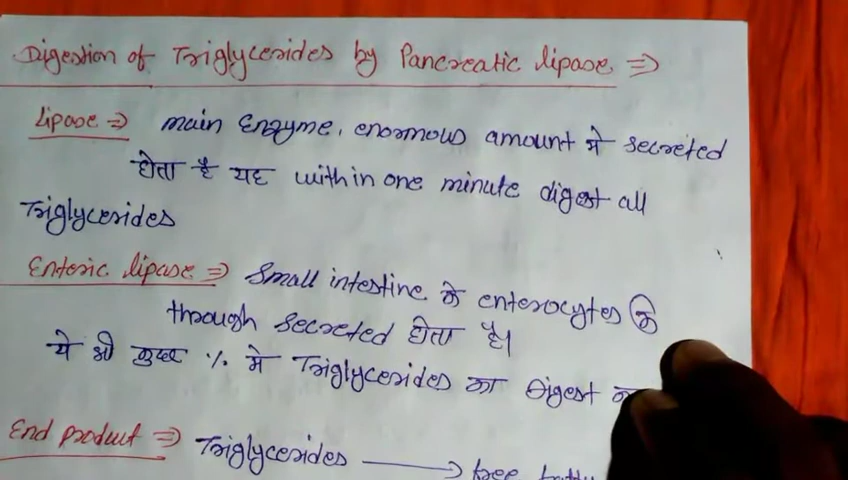 Digestion of Triglycerides by Pancreatic lipase ⇒
Lipase ⇒ main Enzyme, enormous amount मे secreted
होता है यह within one minute digest all
Triglycerides
Enteric lipase ⇒ Small intestine के enterocytes कि
through secreted होता है।
ये भी कुछ % मे Triglycerides का Digest
End product ⇒ Triglycerides → free